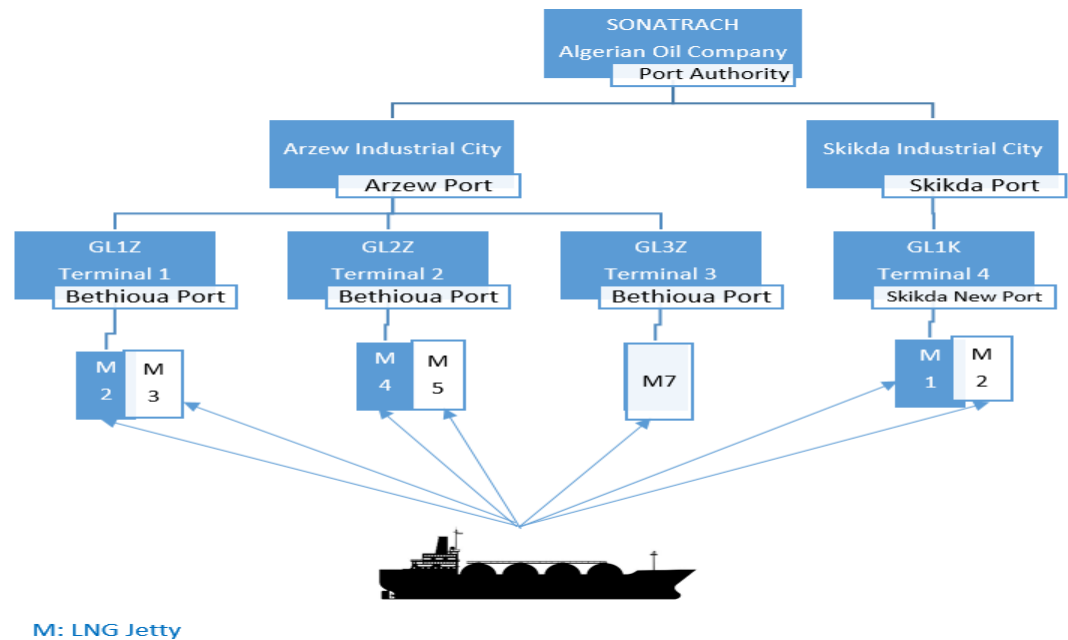 SONATRACH
Algerian Oil Company
Port Authority
Arzew Industrial City
Arzew Port
Skikda Industrial City
Skikda Port
GL1Z
Terminal 1
Bethioua Port
GL2Z
Terminal 2
Bethioua Port
GL3Z
Terminal 3
Bethioua Port
GL1K
Terminal 4
Skikda New Port
M
2
M
3
M
4
M
5
M7
M
1
M
2
M: LNG Jetty